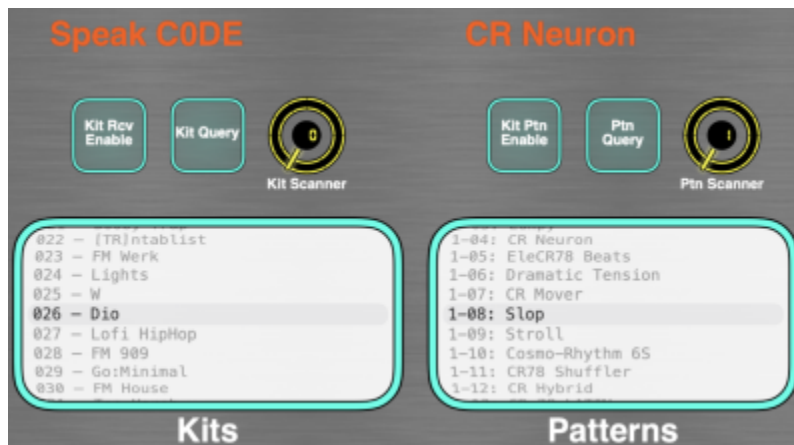 Speak C0DE
Kit Rcv
Enable
Kit Query
0
Kit Scanner
022 – [TR]ntablist
023 – FM Werk
024 – Lights
025 – W
026 – Dio
027 – Lofi HipHop
028 – FM 909
029 – Go:Minimal
030 – FM House
Kits
CR Neuron
Kit Ptn
Enable
Ptn
Query
1
Ptn Scanner
1-04: CR Neuron
1-05: EleCR78 Beats
1-06: Dramatic Tension
1-07: CR Mover
1-08: Slop
1-09: Stroll
1-10: Cosmo-Rhythm 6S
1-11: CR78 Shuffler
1-12: CR Hybrid
Patterns